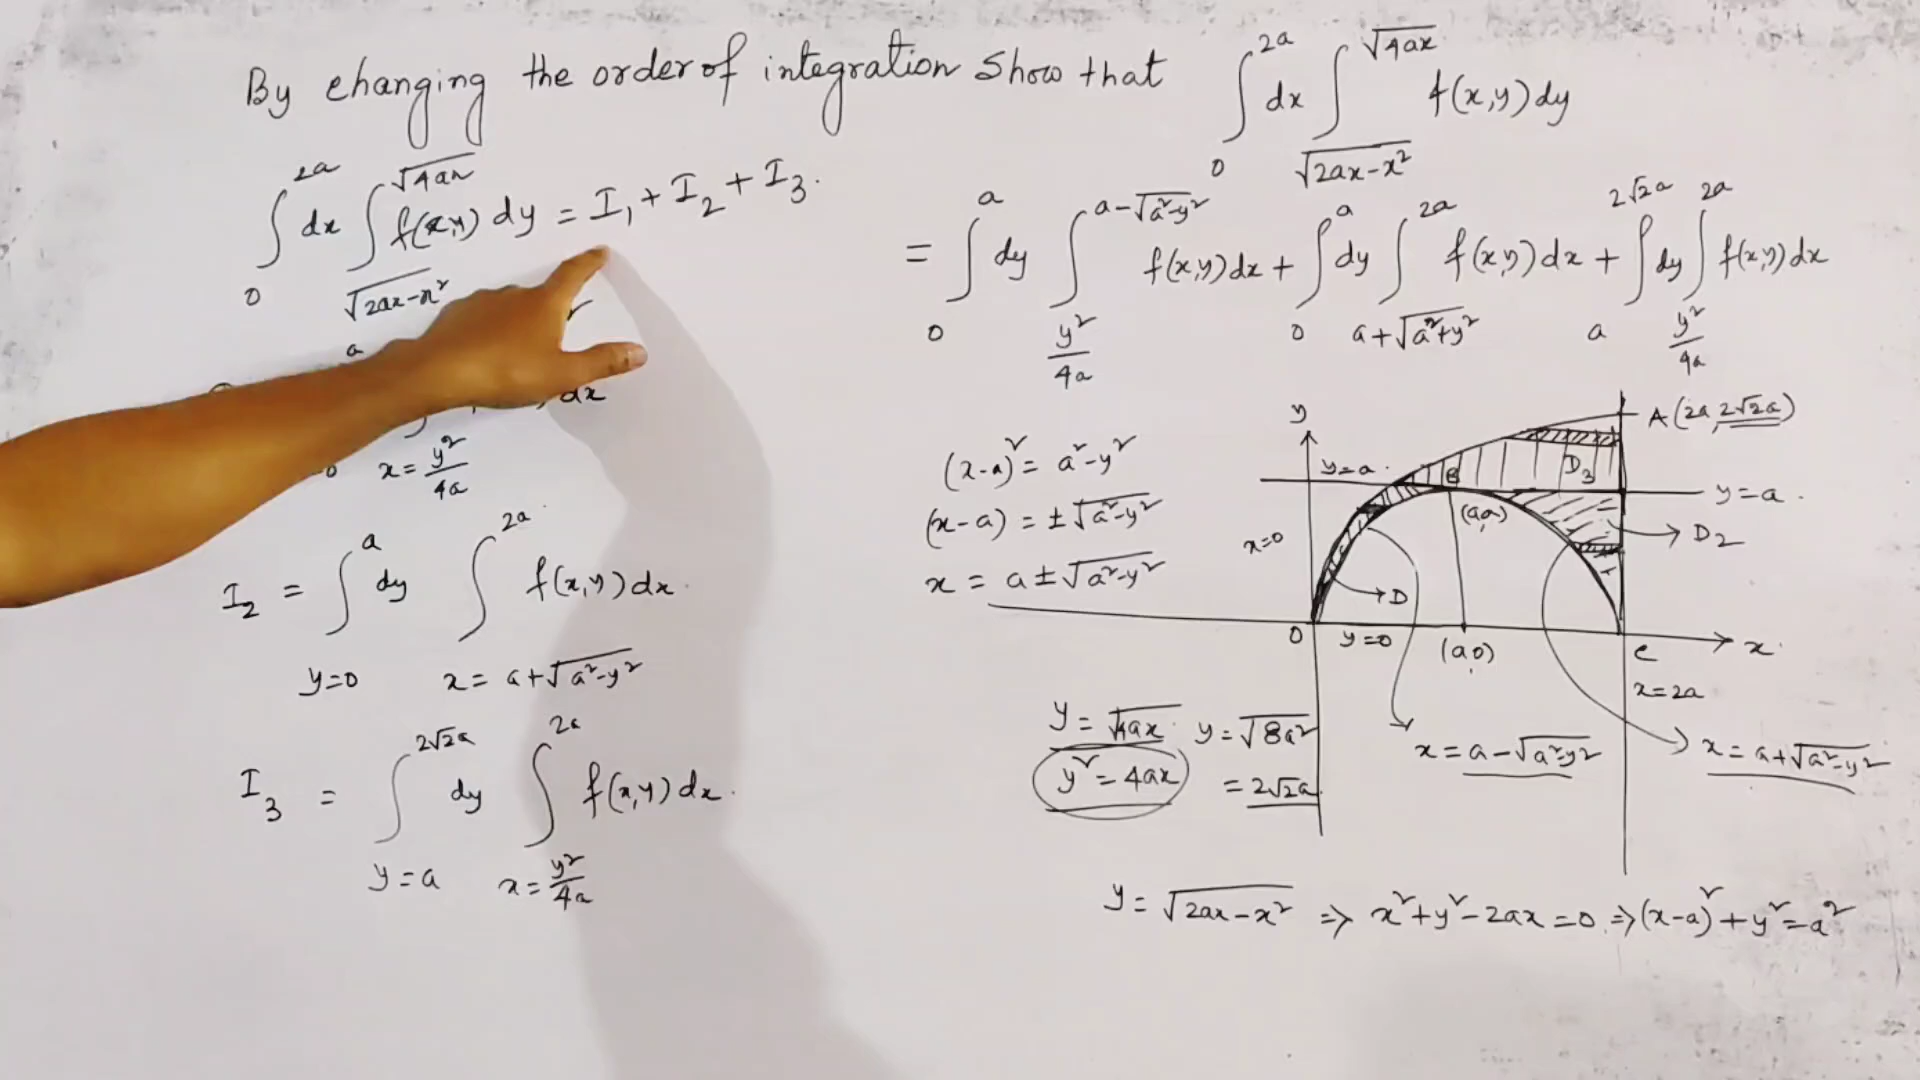 By changing the order of integration Show that ∫₀^{2a} dx ∫_{√(2ax-x²)}^{√4ax} f(x,y) dy
= ∫₀^{a} dy ∫_{y²/4a}^{a-√(a²-y²)} f(x,y) dx + ∫₀^{a} dy ∫_{a+√(a²+y²)}^{2a} f(x,y) dx + ∫_{a}^{2√2a} dy ∫_{y²/4a}^{2a} f(x,y) dx
∫₀^{2a} dx ∫_{√(2ax-x²)}^{√4ax} f(x,y) dy = I₁ + I₂ + I₃.
a
dx
x = y²/4a
I₂ = ∫_{y=0}^{a} dy ∫_{x=a+√(a²-y²)}^{2a} f(x,y) dx.
I₃ = ∫_{y=a}^{2√2a} dy ∫_{x=y²/4a}^{2a} f(x,y) dx.
(x-a)² = a²-y²
(x-a) = ±√(a²-y²)
x = a ± √(a²-y²)
y
A (2a, 2√2a)
y=a.
B
D₃
y=a.
(a,a)
D₂
x=0
D
O
y=0
(a,0)
C
x.
x=2a
x = a-√(a²-y²)
x = a+√(a²-y²)
y = √4ax
y² = 4ax
y = √8a²
= 2√2a
y = √(2ax-x²) ⇒ x²+y²-2ax=0 ⇒ (x-a)²+y²=a²